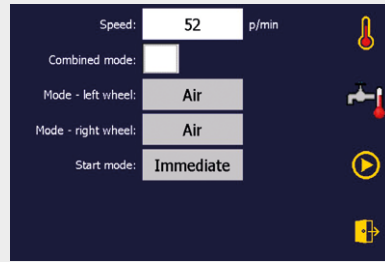 Speed: 52 p/min
Combined mode:
Mode - left wheel: Air
Mode - right wheel: Air
Start mode: Immediate